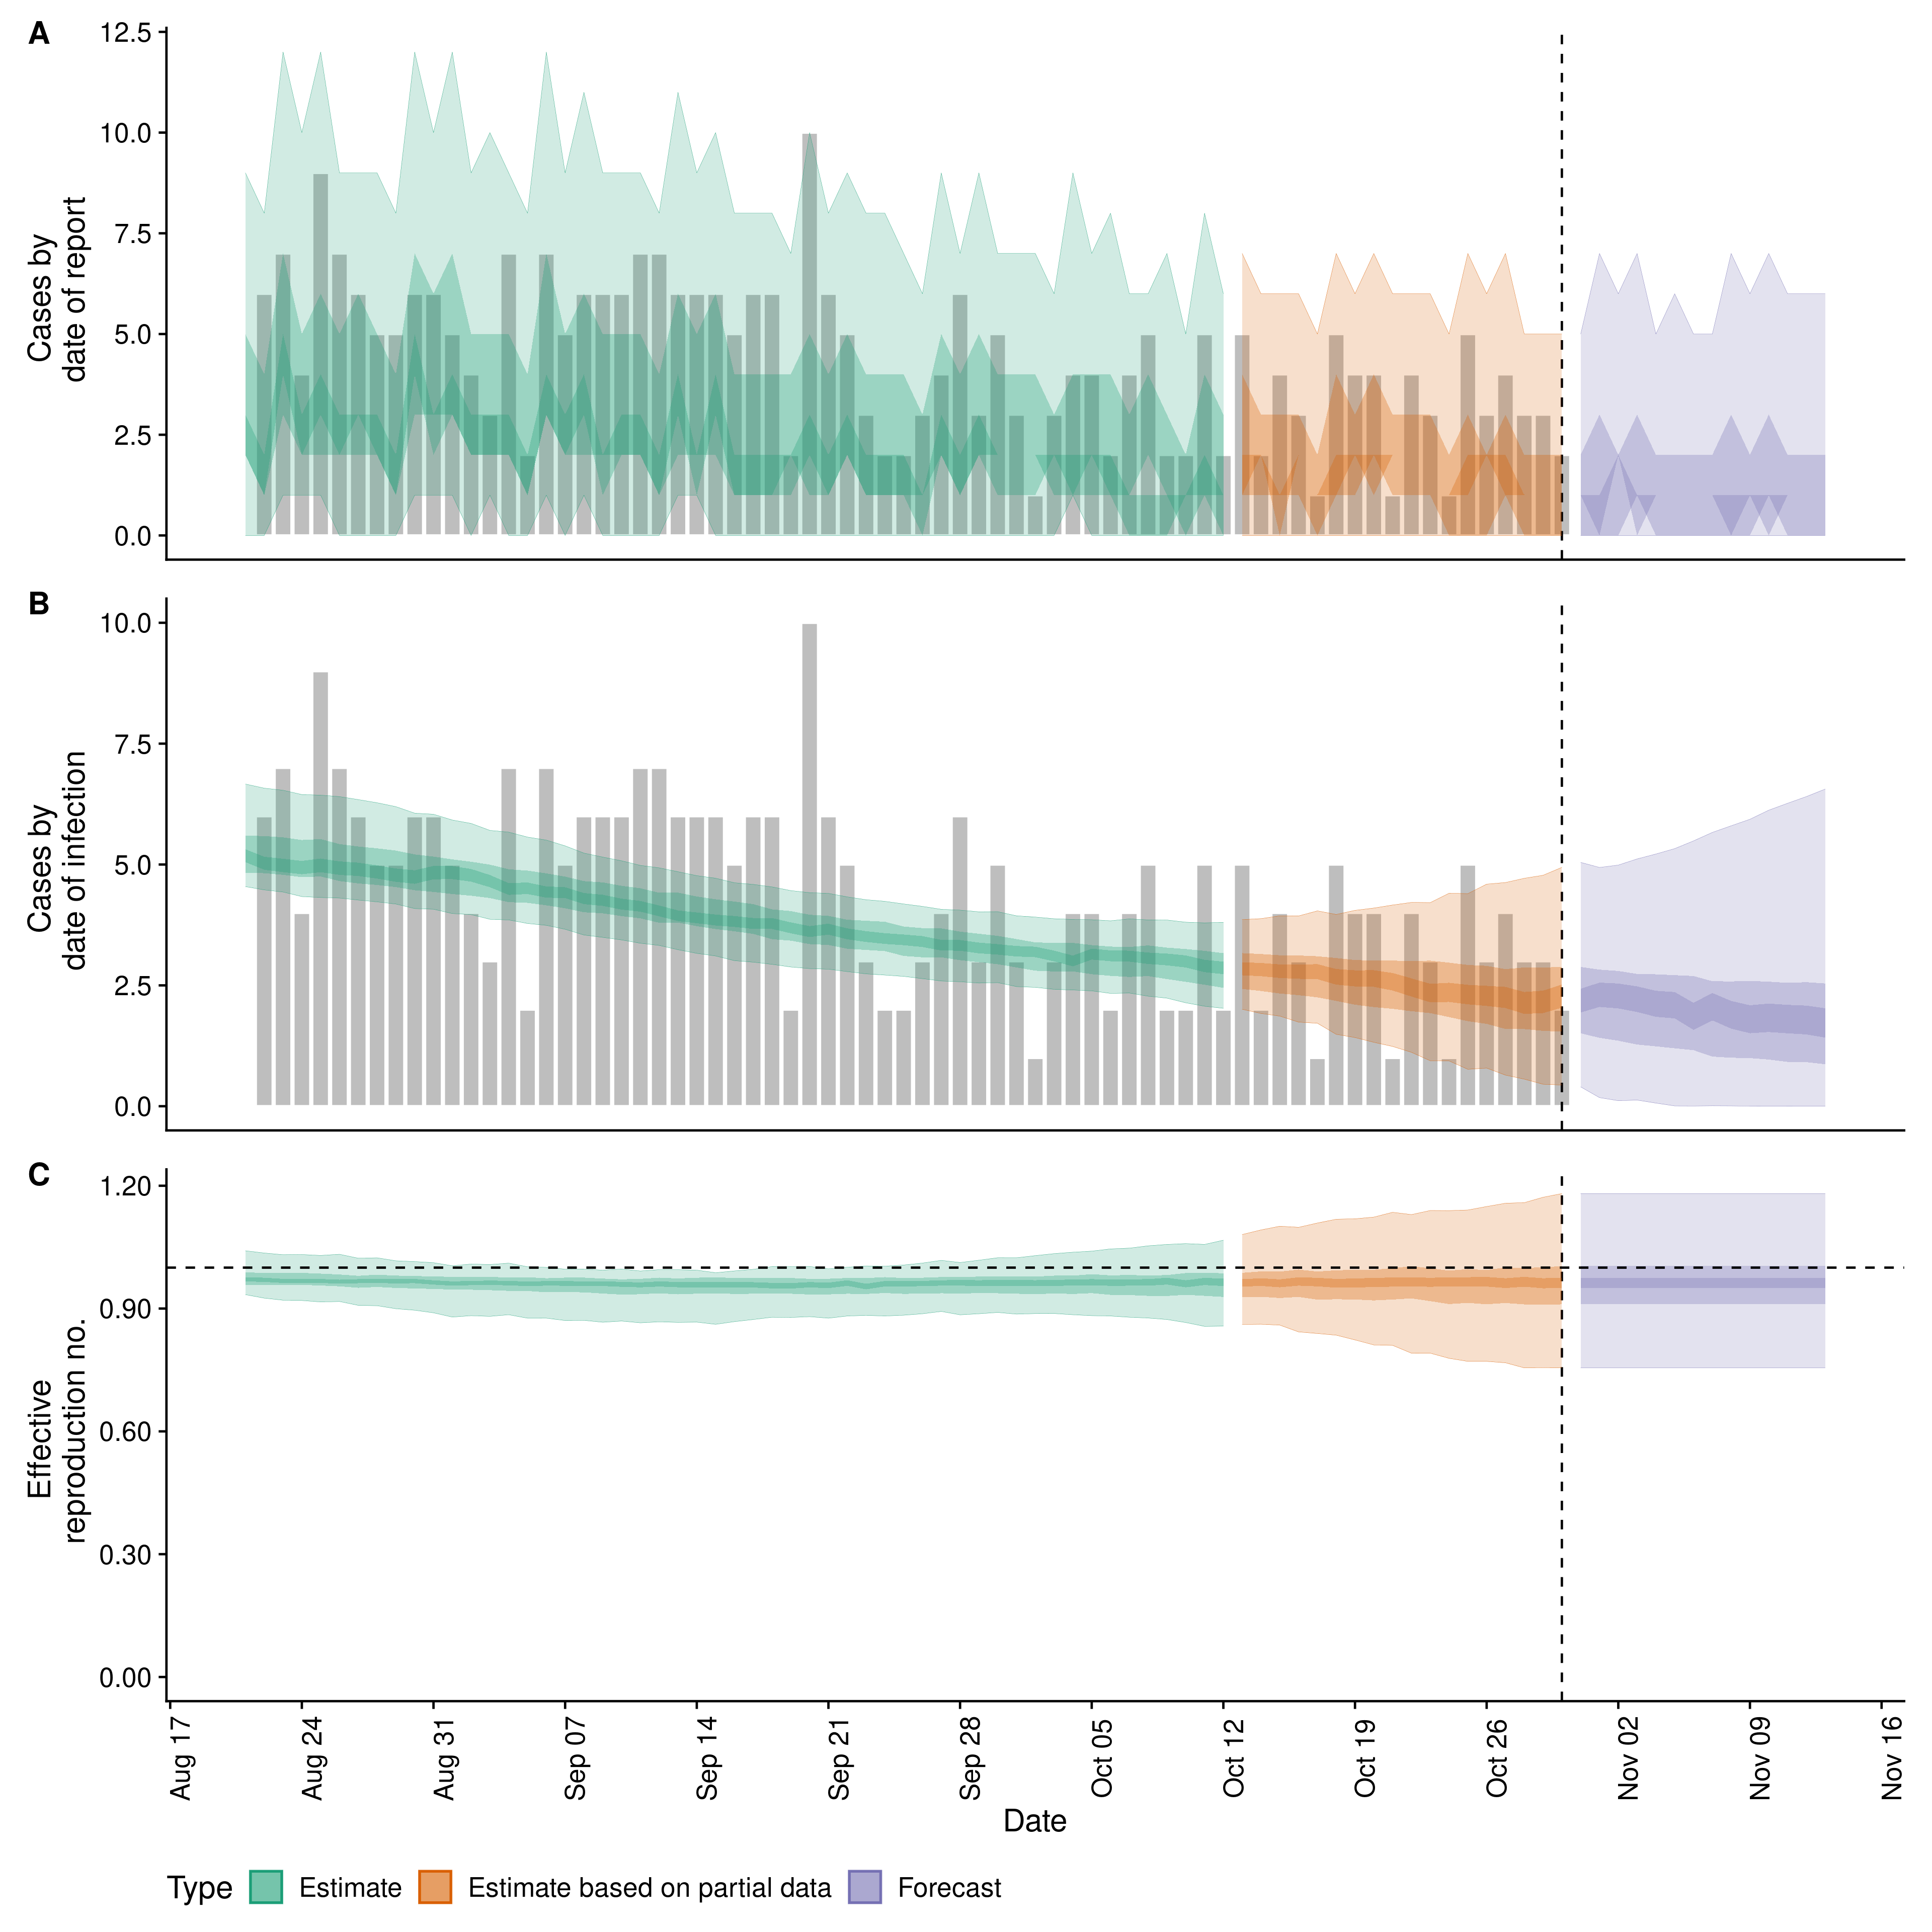 A
12.5
10.0
7.5
5.0
2.5
0.0
Cases by
date of report
B
10.0
7.5
5.0
2.5
0.0
Cases by
date of infection
C
1.20
0.90
0.60
0.30
0.00
Effective
reproduction no.
Aug 17
Aug 24
Aug 31
Sep 07
Sep 14
Sep 21
Sep 28
Oct 05
Oct 12
Oct 19
Oct 26
Nov 02
Nov 09
Nov 16
Date
Type Estimate Estimate based on partial data Forecast